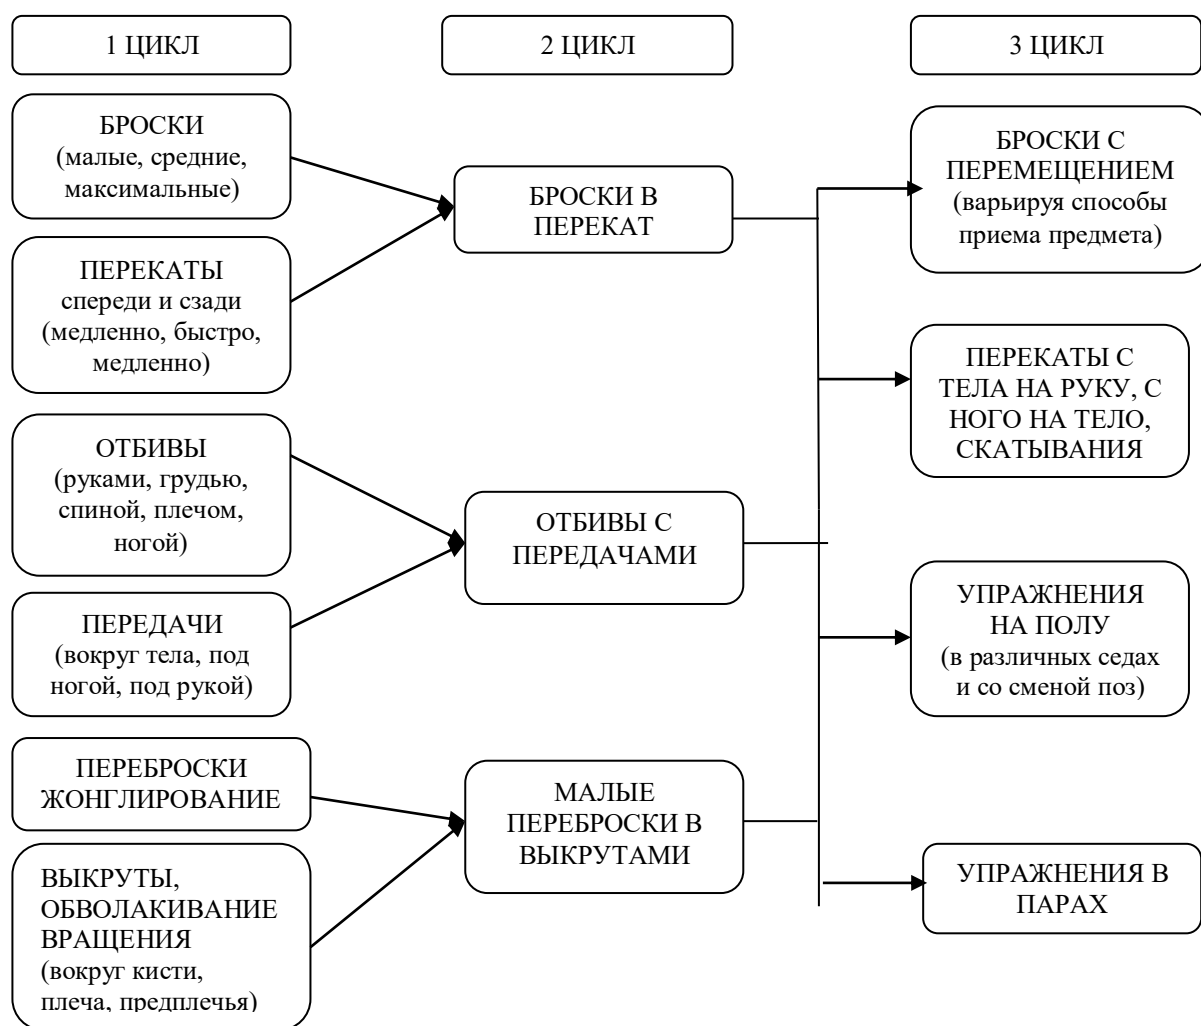 1 ЦИКЛ
2 ЦИКЛ
3 ЦИКЛ
БРОСКИ
(малые, средние,
максимальные)
ПЕРЕКАТЫ
спереди и сзади
(медленно, быстро,
медленно)
ОТБИВЫ
(руками, грудью,
спиной, плечом,
ногой)
ПЕРЕДАЧИ
(вокруг тела, под
ногой, под рукой)
ПЕРЕБРОСКИ
ЖОНГЛИРОВАНИЕ
ВЫКРУТЫ,
ОБВОЛАКИВАНИЕ
ВРАЩЕНИЯ
(вокруг кисти,
плеча, предплечья)
БРОСКИ В
ПЕРЕКАТ
ОТБИВЫ С
ПЕРЕДАЧАМИ
МАЛЫЕ
ПЕРЕБРОСКИ В
ВЫКРУТАМИ
БРОСКИ С
ПЕРЕМЕЩЕНИЕМ
(варьируя способы
приема предмета)
ПЕРЕКАТЫ С
ТЕЛА НА РУКУ, С
НОГО НА ТЕЛО,
СКАТЫВАНИЯ
УПРАЖНЕНИЯ
НА ПОЛУ
(в различных седах
и со сменой поз)
УПРАЖНЕНИЯ В
ПАРАХ